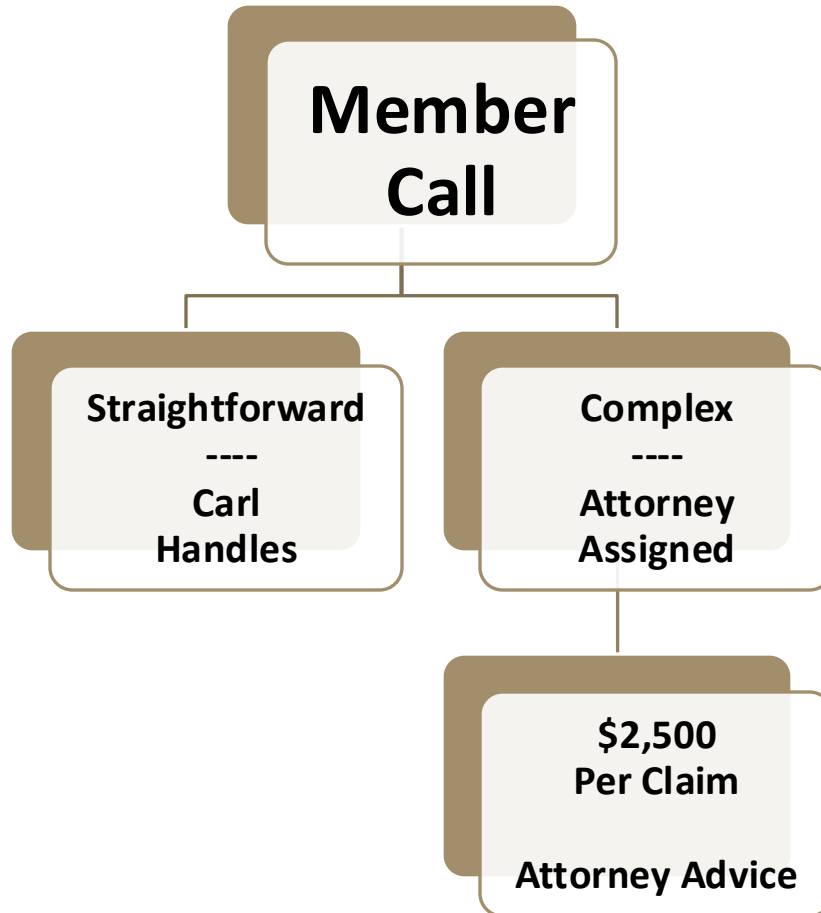 Member
Call
Straightforward
----
Carl
Handles
Complex
----
Attorney
Assigned
$2,500
Per Claim
Attorney Advice